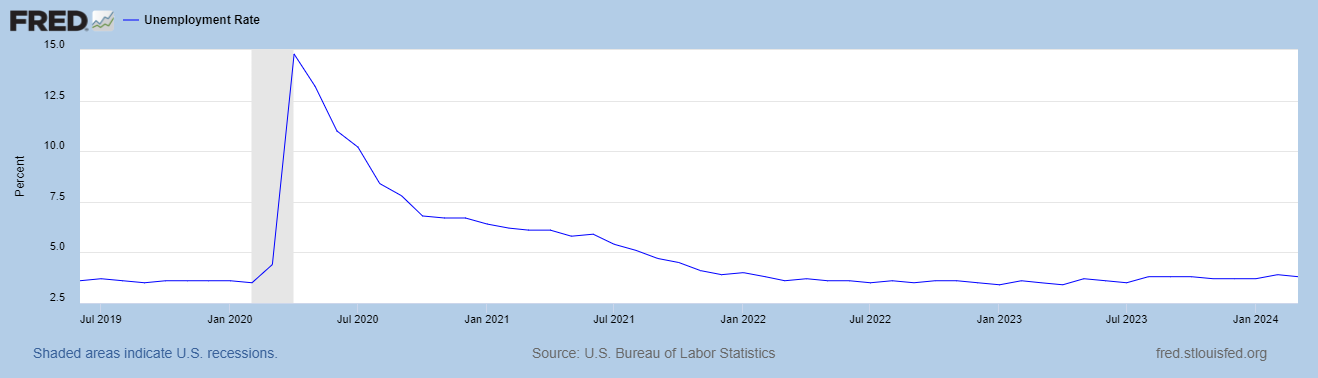 FRED
Unemployment Rate
15.0
12.5
10.0
7.5
5.0
2.5
Percent
Jul 2019 Jan 2020 Jul 2020 Jan 2021 Jul 2021 Jan 2022 Jul 2022 Jan 2023 Jul 2023 Jan 2024
Shaded areas indicate U.S. recessions. Source: U.S. Bureau of Labor Statistics fred.stlouisfed.org